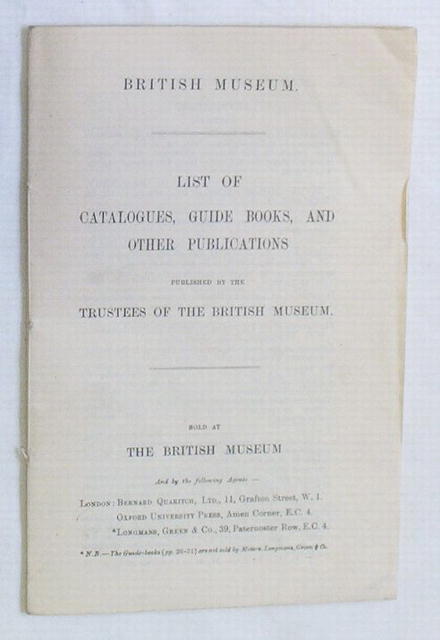 BRITISH MUSEUM.
LIST OF
CATALOGUES, GUIDE BOOKS, AND
OTHER PUBLICATIONS
PUBLISHED BY THE
TRUSTEES OF THE BRITISH MUSEUM.
SOLD AT
THE BRITISH MUSEUM
And by the following Agents —
LONDON: BERNARD QUARITCH, LTD., 11, Grafton Street, W. 1.
OXFORD UNIVERSITY PRESS, Amen Corner, E.C. 4.
*LONGMANS, GREEN & CO., 39, Paternoster Row, E.C. 4.
* N.B.—The Guide-books (pp. 26-31) are not sold by Messrs. Longmans, Green & Co.